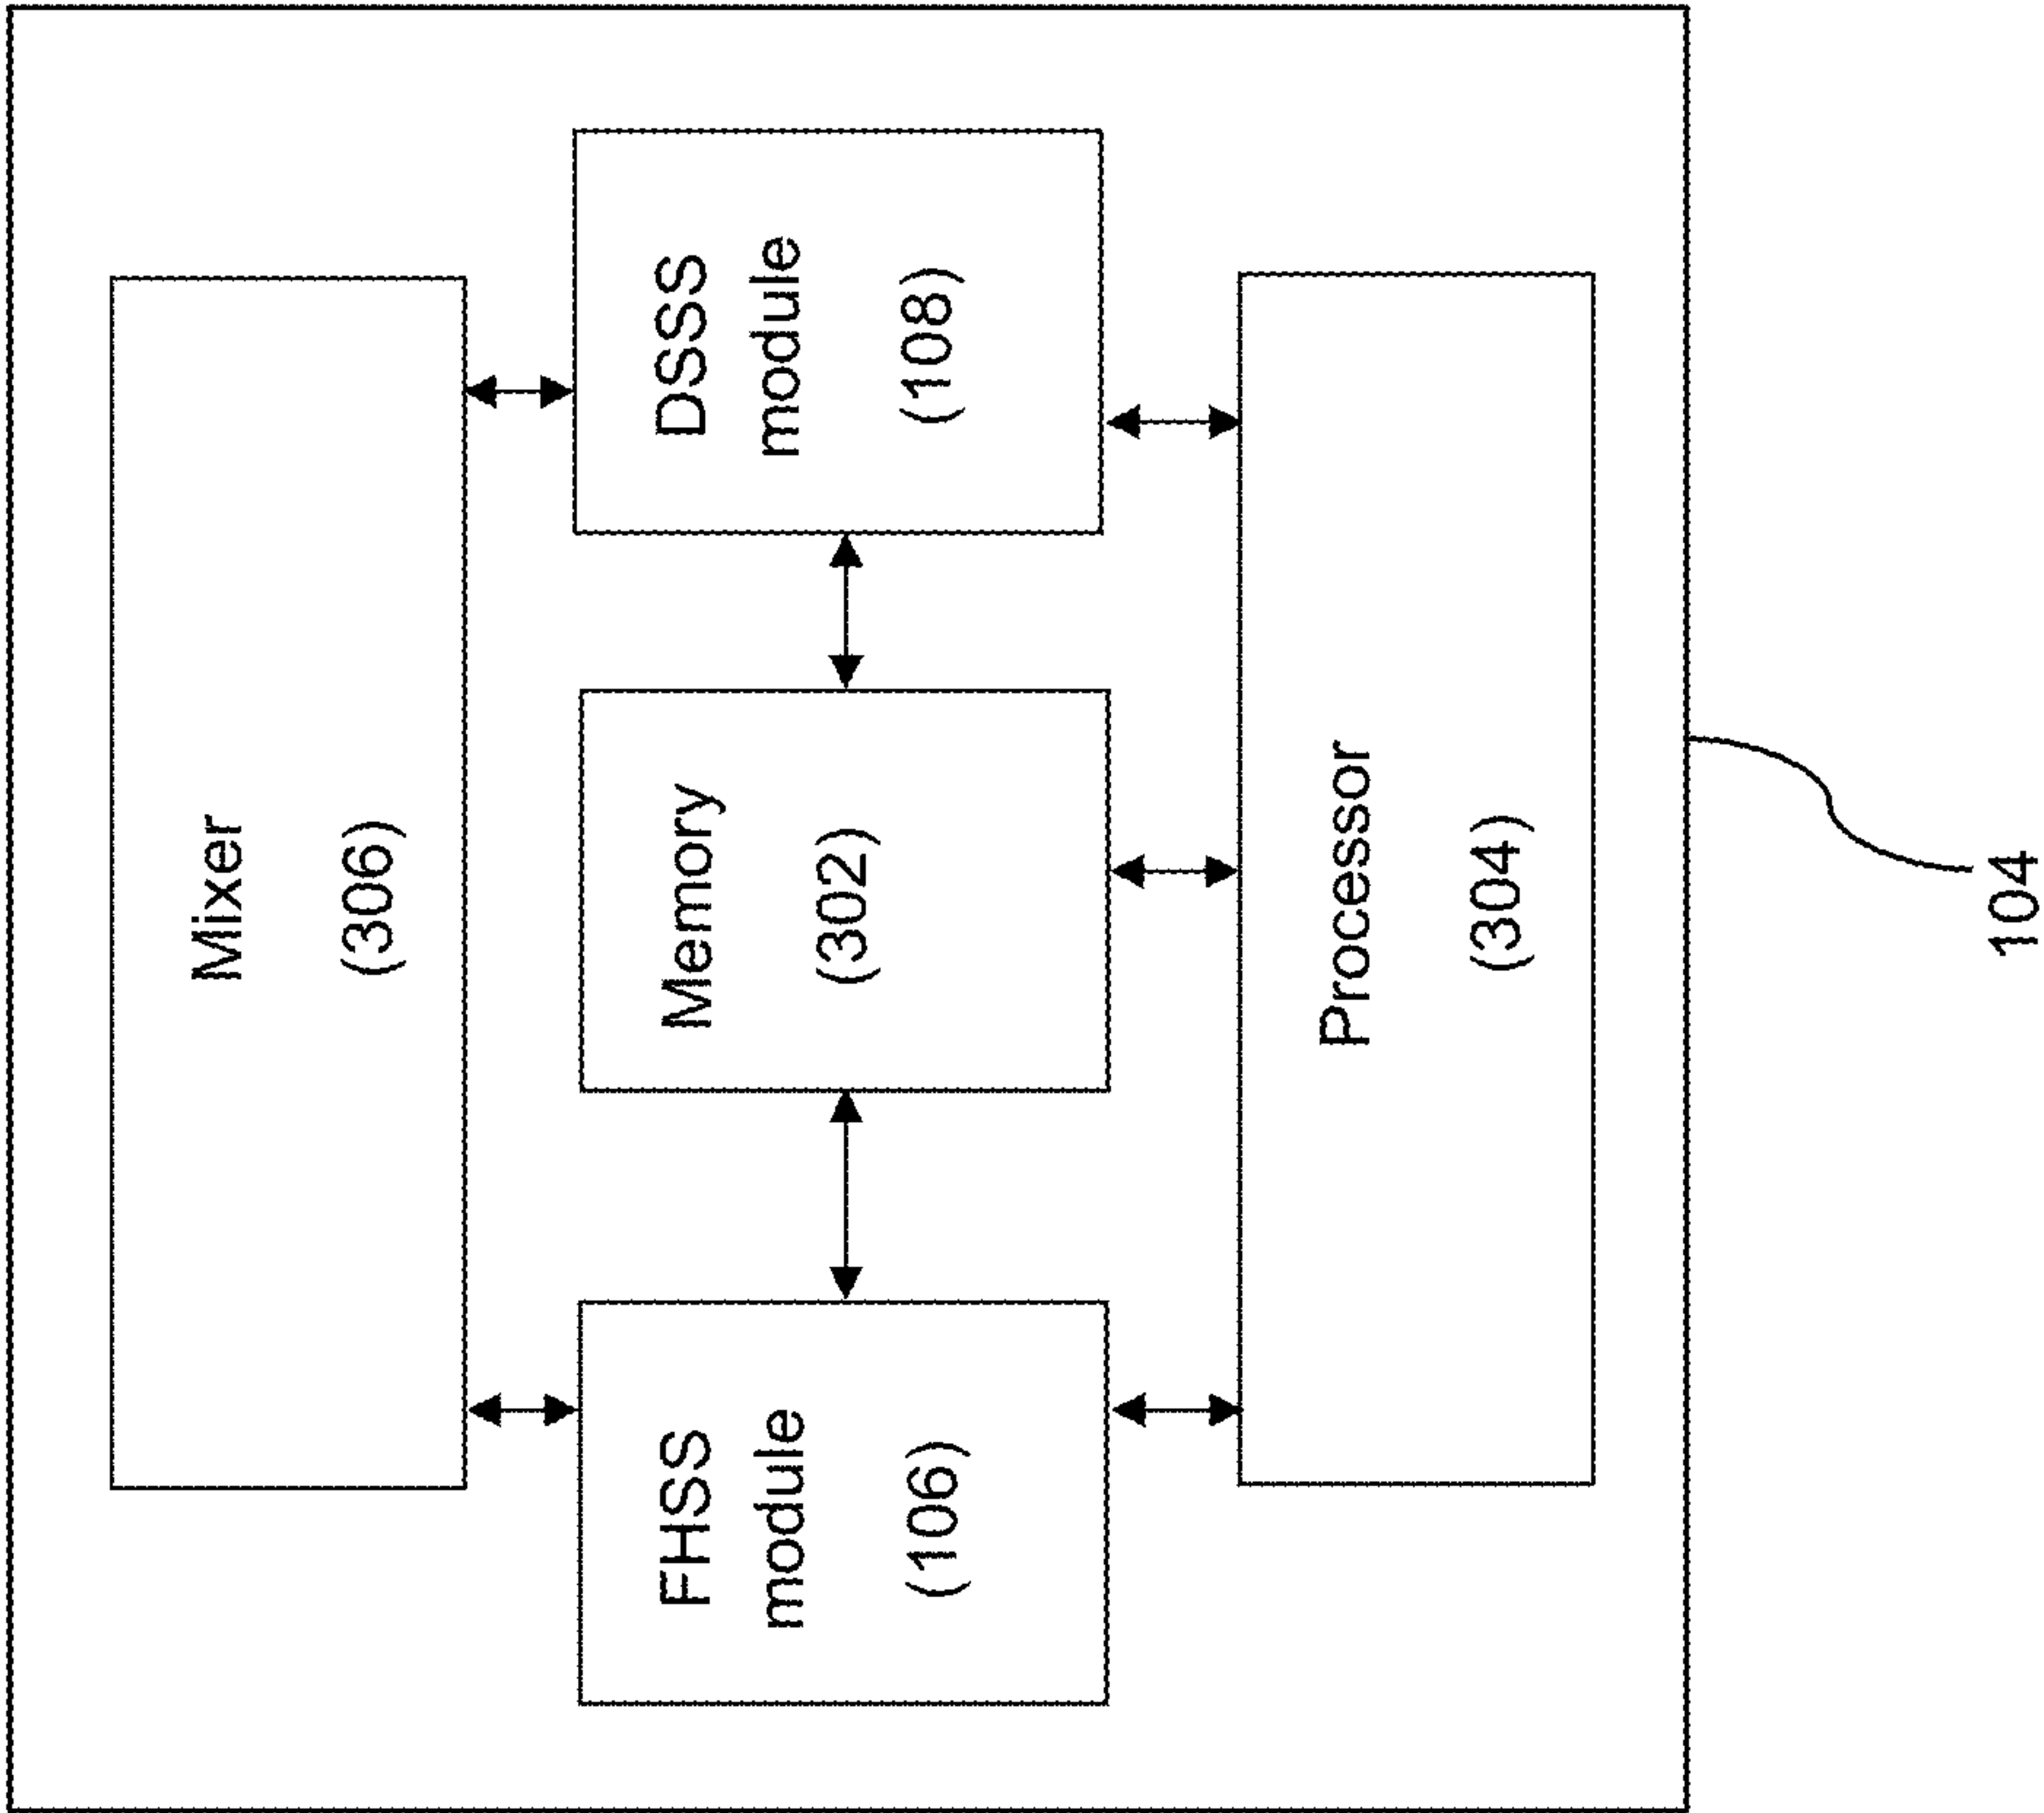 Mixer
(306)
FHSS
module
(106)
Memory
(302)
DSSS
module
(108)
Processor
(304)
104